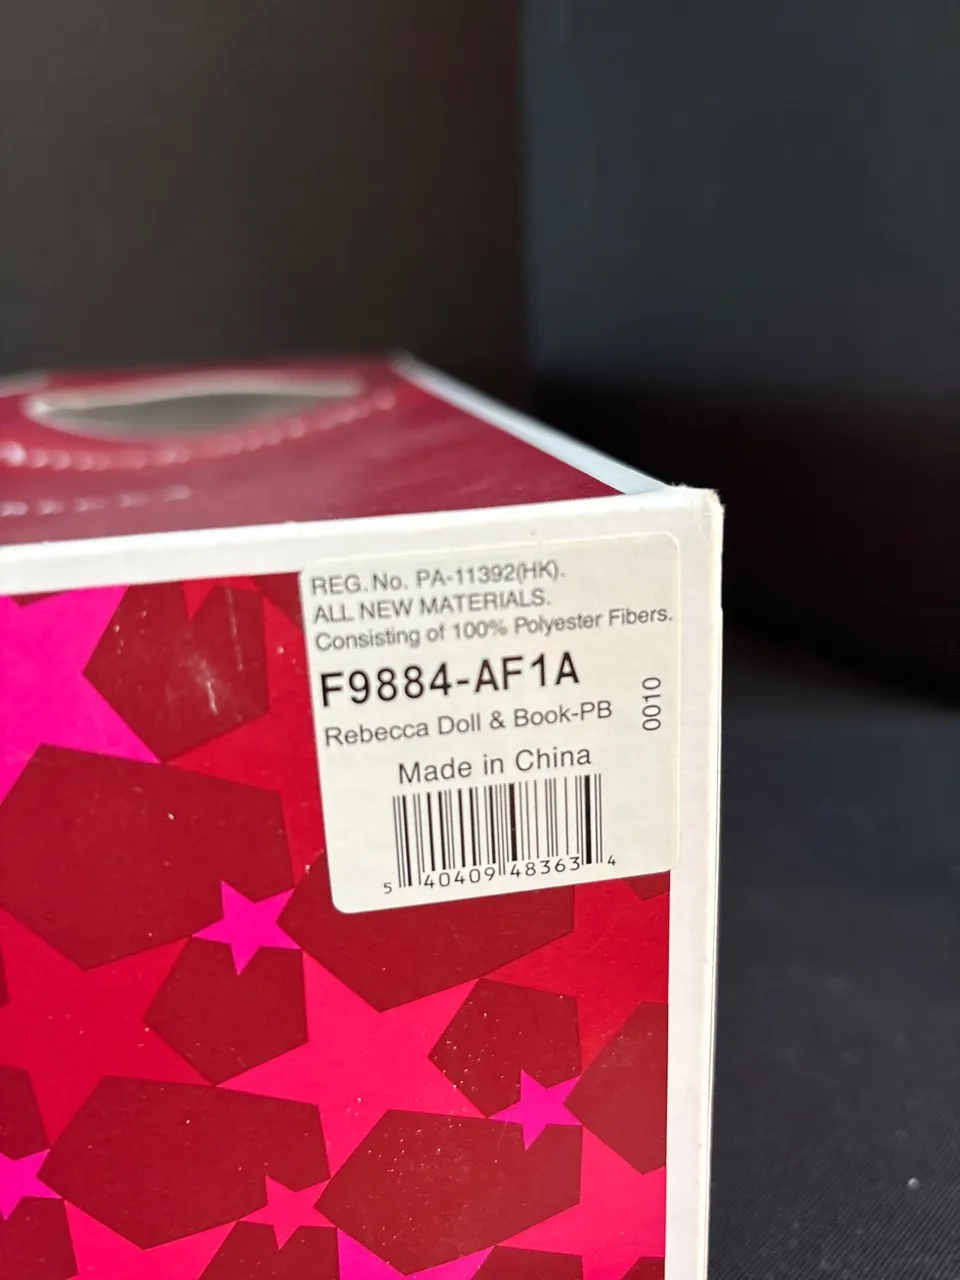 REG. No. PA-11392(HK).
ALL NEW MATERIALS.
Consisting of 100% Polyester Fibers.
F9884-AF1A
Rebecca Doll & Book-PB
0010
Made in China
5 40409 48363 4